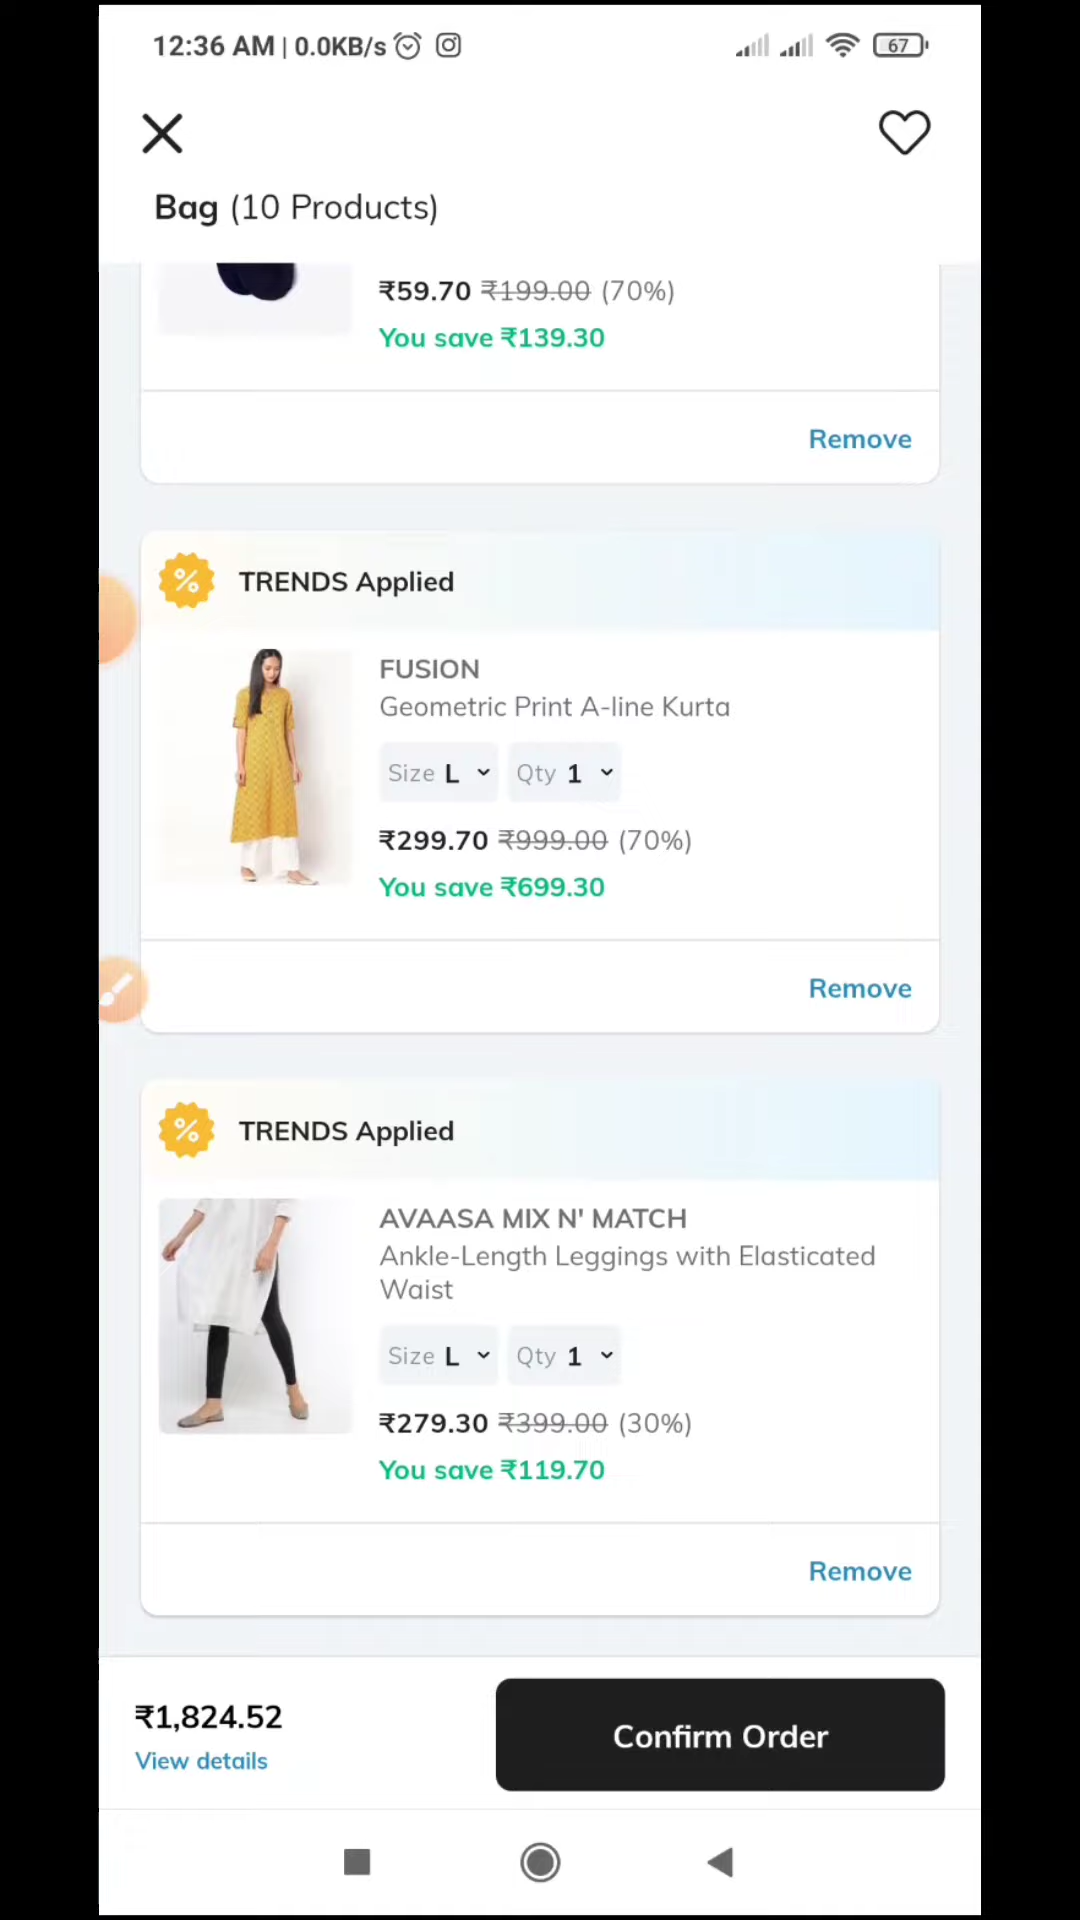 12:36 AM | 0.0KB/s
67
Bag (10 Products)
₹59.70 ₹199.00 (70%)
You save ₹139.30
Remove
% TRENDS Applied
FUSION
Geometric Print A-line Kurta
Size L Qty 1
₹299.70 ₹999.00 (70%)
You save ₹699.30
Remove
% TRENDS Applied
AVAASA MIX N' MATCH
Ankle-Length Leggings with Elasticated
Waist
Size L Qty 1
₹279.30 ₹399.00 (30%)
You save ₹119.70
Remove
₹1,824.52
View details
Confirm Order